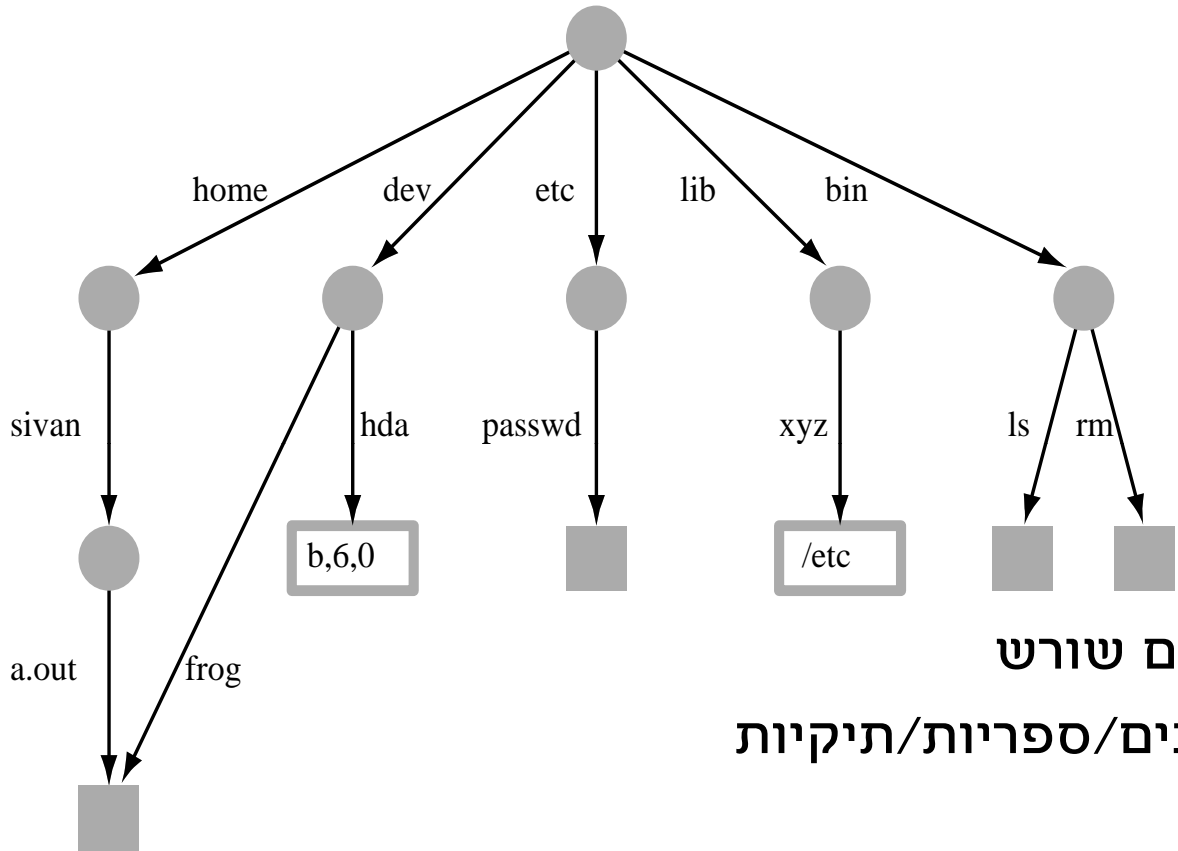 home dev etc lib bin
sivan hda passwd xyz ls rm
b,6,0 /etc
שורש
a.out frog
ספריות/תיקיות